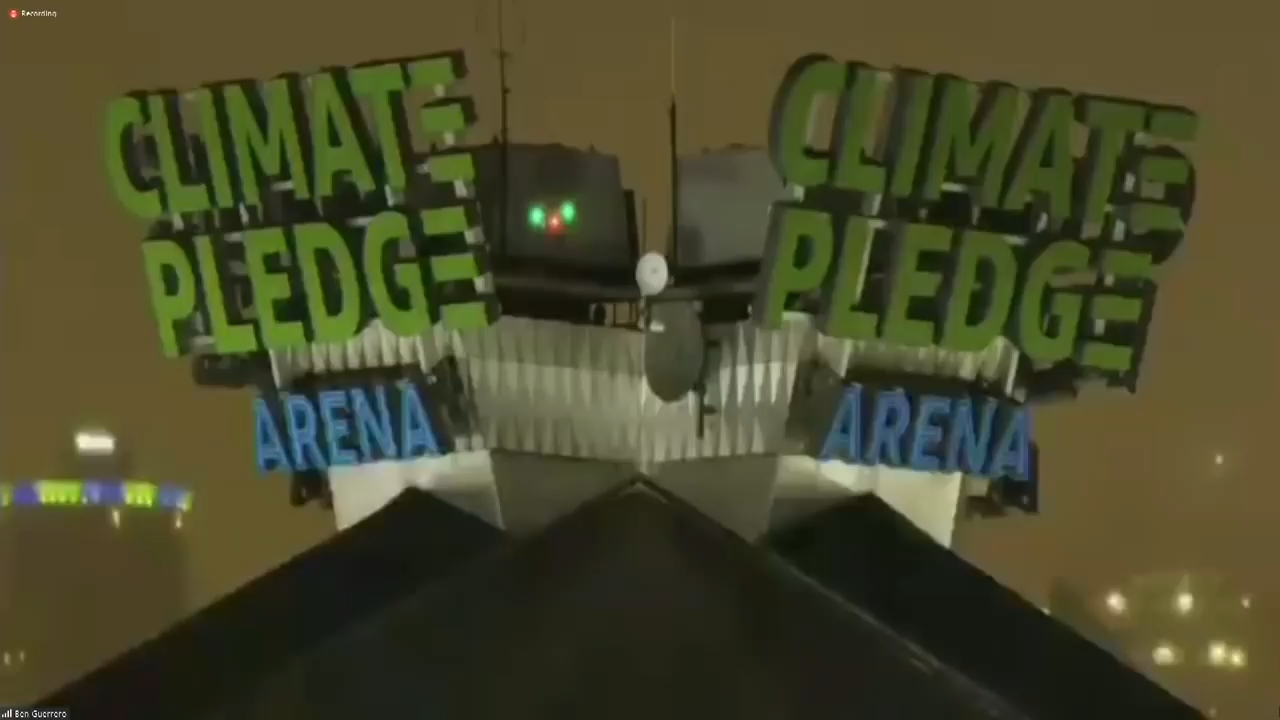 Recording
CLIMATE
PLEDGE
ARENA
CLIMATE
PLEDGE
ARENA
Ben Guerrero